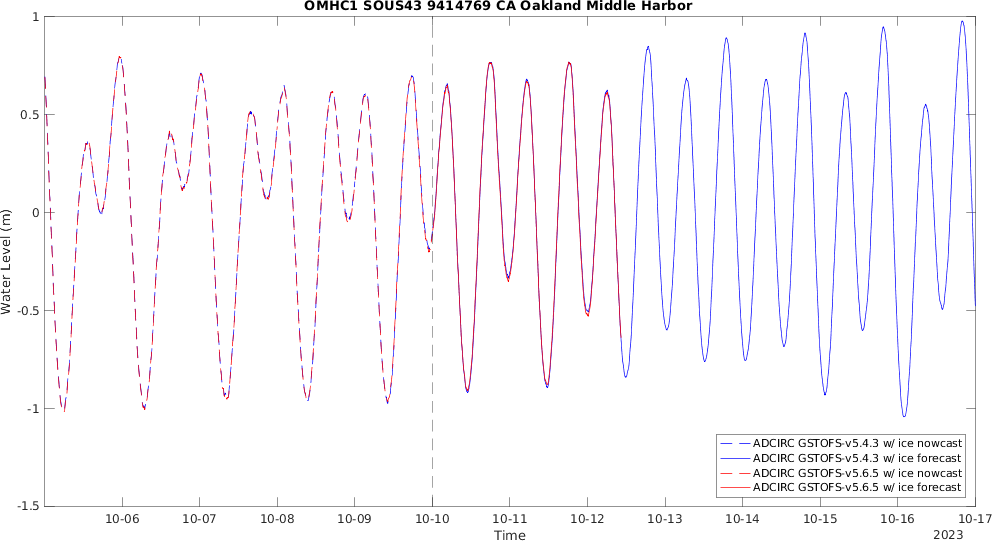 OMHC1 SOUS43 9414769 CA Oakland Middle Harbor
1
0.5
0
-0.5
-1
-1.5
Water Level (m)
ADCIRC GSTOFS-v5.4.3 w/ ice nowcast
ADCIRC GSTOFS-v5.4.3 w/ ice forecast
ADCIRC GSTOFS-v5.6.5 w/ ice nowcast
ADCIRC GSTOFS-v5.6.5 w/ ice forecast
10-06 10-07 10-08 10-09 10-10 10-11 10-12 10-13 10-14 10-15 10-16 10-17
Time
2023